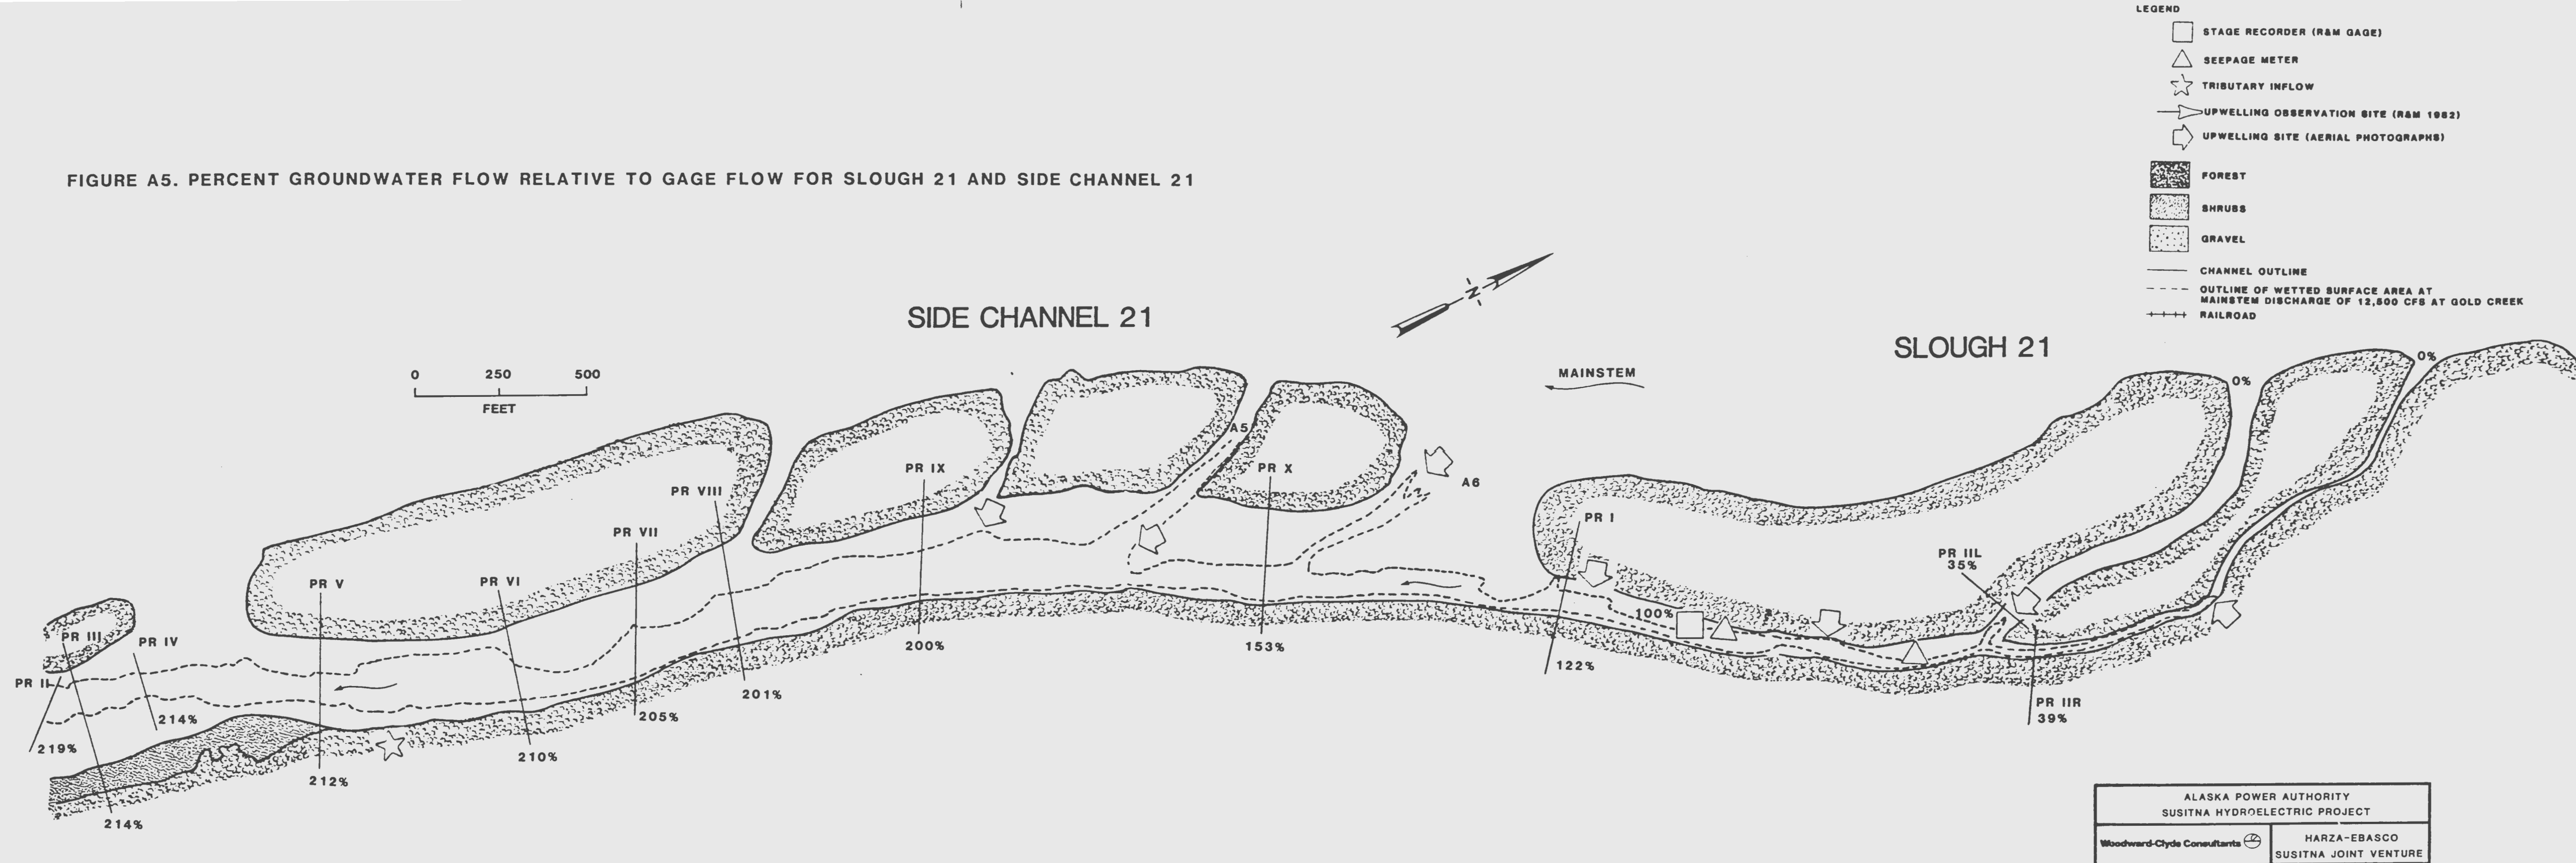 LEGEND
STAGE RECORDER (R&M GAGE)
SEEPAGE METER
TRIBUTARY INFLOW
UPWELLING OBSERVATION SITE (R&M 1982)
UPWELLING SITE (AERIAL PHOTOGRAPHS)
FOREST
SHRUBS
GRAVEL
CHANNEL OUTLINE
OUTLINE OF WETTED SURFACE AREA AT
MAINSTEM DISCHARGE OF 12,500 CFS AT GOLD CREEK
RAILROAD
FIGURE A5. PERCENT GROUNDWATER FLOW RELATIVE TO GAGE FLOW FOR SLOUGH 21 AND SIDE CHANNEL 21
N
SIDE CHANNEL 21
SLOUGH 21
0 250 500
FEET
MAINSTEM
0%
0%
A5
A6
PR X
PR IX
PR VIII
PR VII
PR VI
PR V
PR IV
PR III
PR II
PR I
PR IIL
35%
100%
PR IIR
39%
122%
153%
200%
201%
205%
210%
212%
214%
219%
214%
ALASKA POWER AUTHORITY
SUSITNA HYDROELECTRIC PROJECT
Woodward-Clyde Consultants
HARZA-EBASCO
SUSITNA JOINT VENTURE